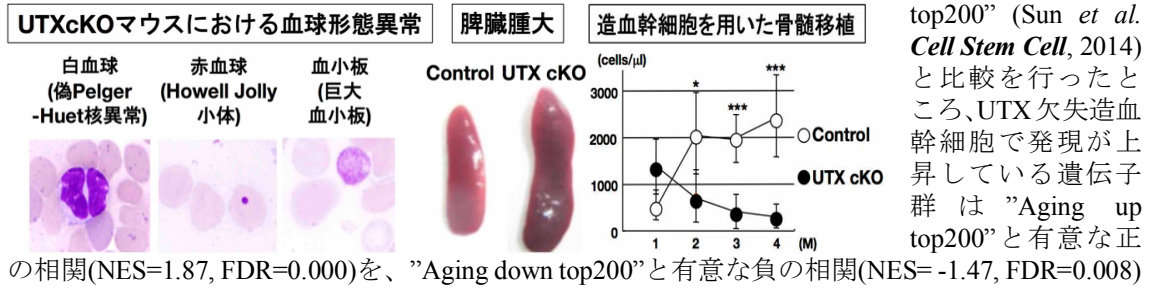 UTXcKOマウスにおける血球形態異常
白血球
(偽Pelger
-Huet核異常)
赤血球
(Howell Jolly
小体)
血小板
(巨大
血小板)
脾臓腫大
Control UTX cKO
造血幹細胞を用いた骨髄移植
(cells/μl)
3000
2000
1000
0
* *** ***
Control
UTX cKO
1 2 3 4 (M)
top200” (Sun et al.
Cell Stem Cell, 2014)
と比較を行ったと
ころ、UTX 欠失造血
幹細胞で発現が上
昇している遺伝子
群 は ”Aging up
top200”と有意な正
の相関(NES=1.87, FDR=0.000)を、”Aging down top200”と有意な負の相関(NES= -1.47, FDR=0.008)